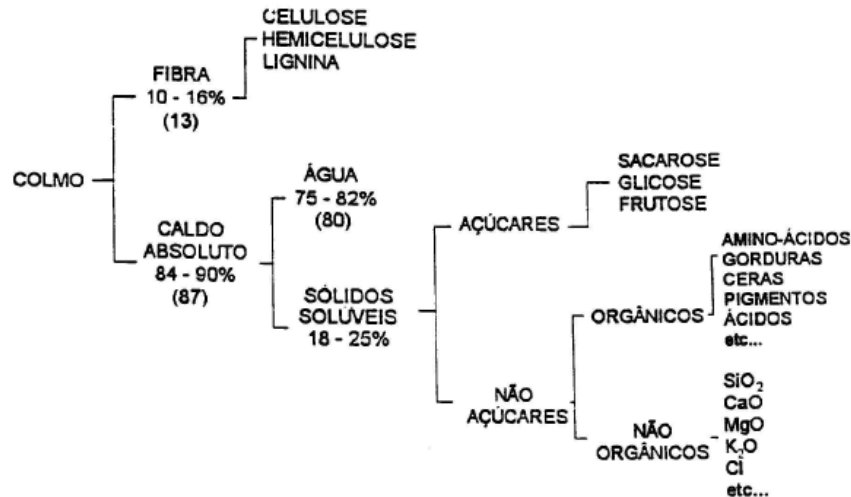 COLMO
FIBRA
10 - 16%
(13)
CELULOSE
HEMICELULOSE
LIGNINA
CALDO
ABSOLUTO
84 - 90%
(87)
ÁGUA
75 - 82%
(80)
SÓLIDOS
SOLÚVEIS
18 - 25%
AÇÚCARES
SACAROSE
GLICOSE
FRUTOSE
NÃO
AÇÚCARES
ORGÂNICOS
AMINO-ÁCIDOS
GORDURAS
CERAS
PIGMENTOS
ÁCIDOS
etc...
NÃO
ORGÂNICOS
SiO₂
CaO
MgO
K₂O
Cl
etc...